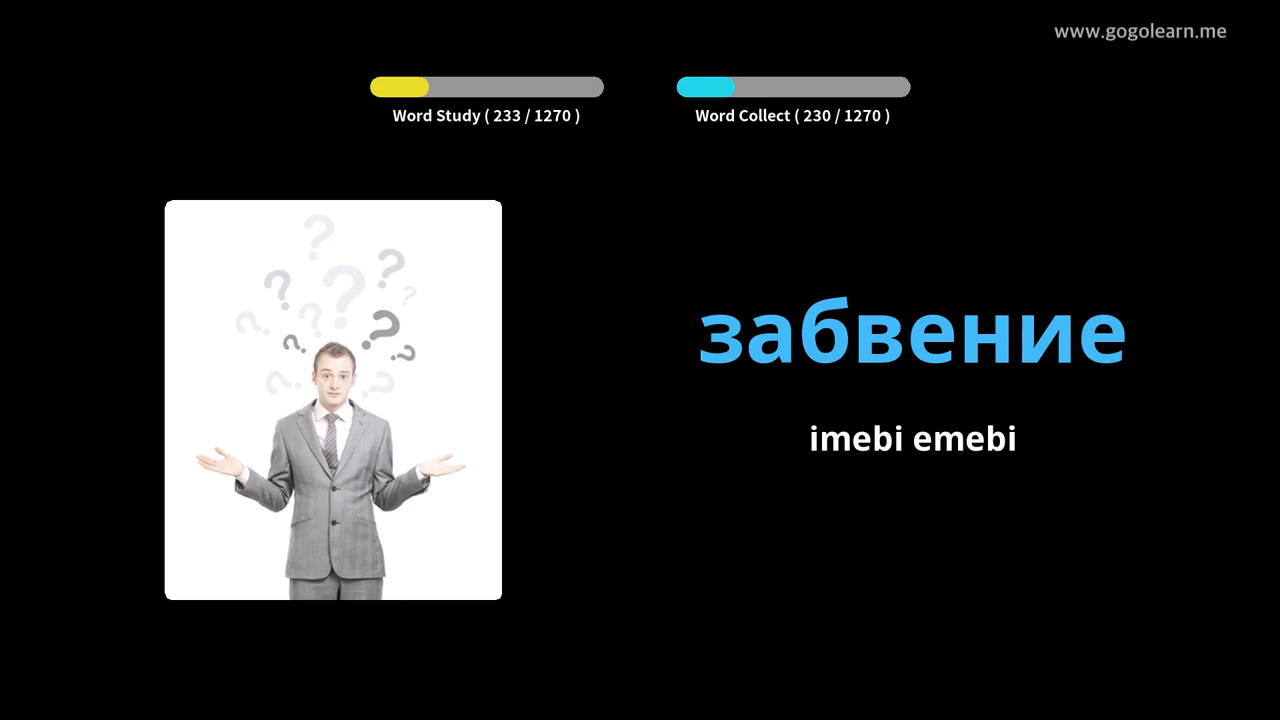 www.gogolearn.me
Word Study ( 233 / 1270 )
Word Collect ( 230 / 1270 )
забвение
imebi emebi